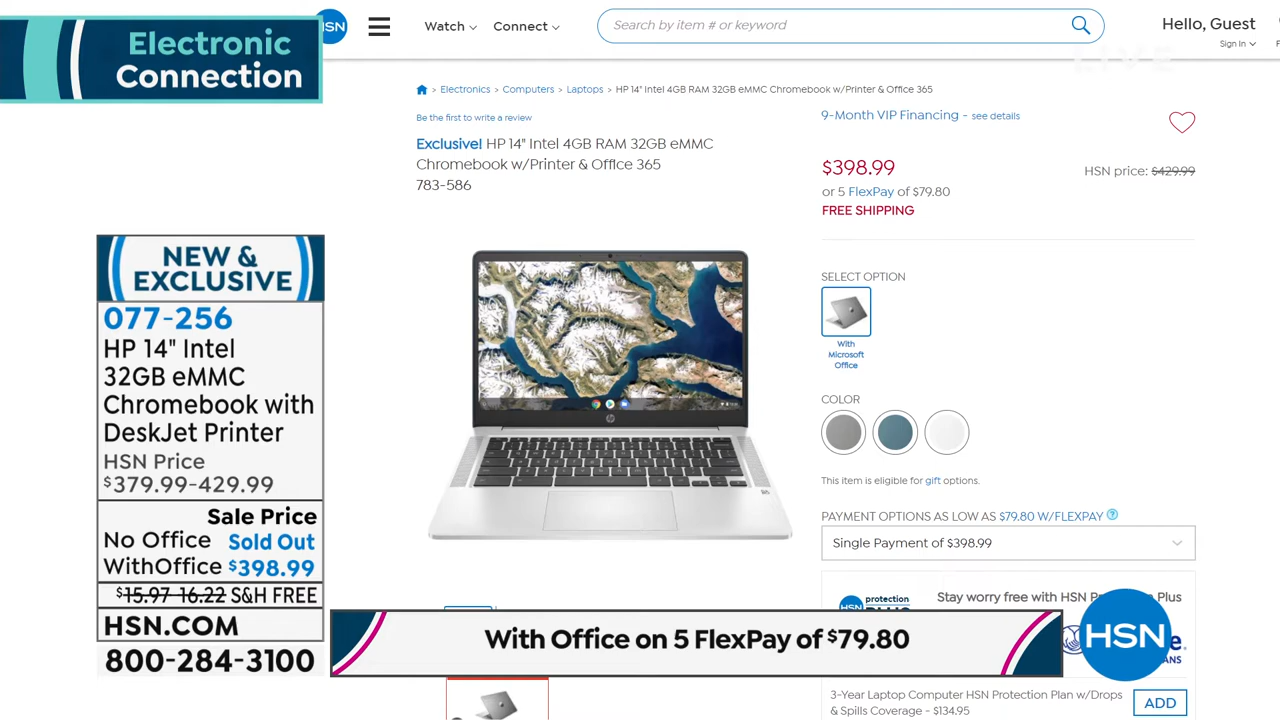 Electronic
Connection
HSN
Watch
Connect
Search by item # or keyword
Hello, Guest
Sign In
LIVE
Electronics > Computers > Laptops > HP 14" Intel 4GB RAM 32GB eMMC Chromebook w/Printer & Office 365
Be the first to write a review
Exclusive! HP 14" Intel 4GB RAM 32GB eMMC
Chromebook w/Printer & Office 365
783-586
9-Month VIP Financing - see details
$398.99
HSN price: $429.99
or 5 FlexPay of $79.80
FREE SHIPPING
SELECT OPTION
With
Microsoft
Office
COLOR
This item is eligible for gift options.
PAYMENT OPTIONS AS LOW AS $79.80 W/FLEXPAY
Single Payment of $398.99
HSN
protection
Stay worry free with HSN Pr Plus
3-Year Laptop Computer HSN Protection Plan w/Drops
& Spills Coverage - $134.95
ADD
NEW &
EXCLUSIVE
077-256
HP 14" Intel
32GB eMMC
Chromebook with
DeskJet Printer
HSN Price
$379.99-429.99
Sale Price
No Office Sold Out
WithOffice $398.99
$15.97-16.22 S&H FREE
HSN.COM
800-284-3100
With Office on 5 FlexPay of $79.80
HSN